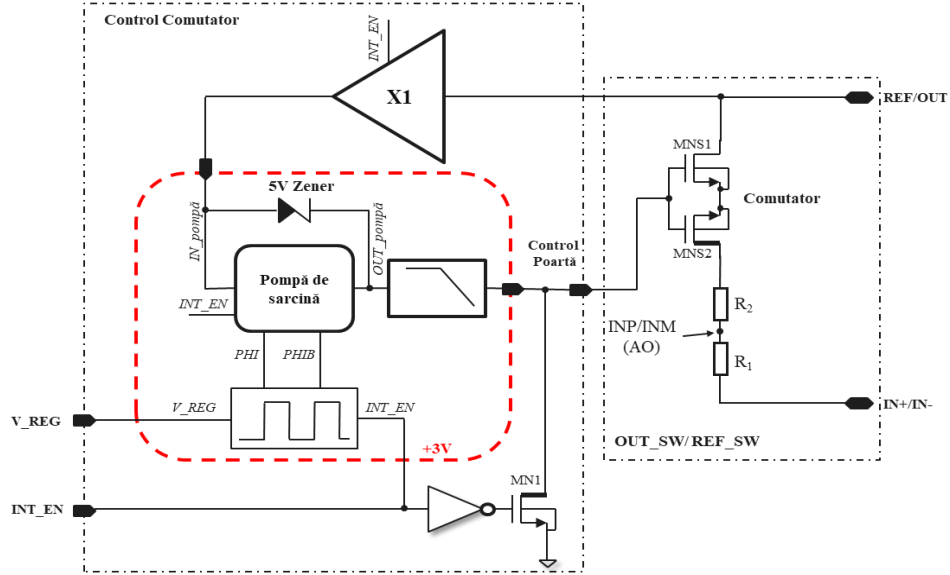 Control Comutator
INT_EN
X1
REF/OUT
MNS1
5V Zener
Comutator
IN_pompă
OUT_pompă
Control
Poartă
MNS2
Pompă de
sarcină
INT_EN
R2
INP/INM
(AO)
PHI
PHIB
R1
V_REG
V_REG
INT_EN
IN+/IN-
+3V
OUT_SW/ REF_SW
MN1
INT_EN